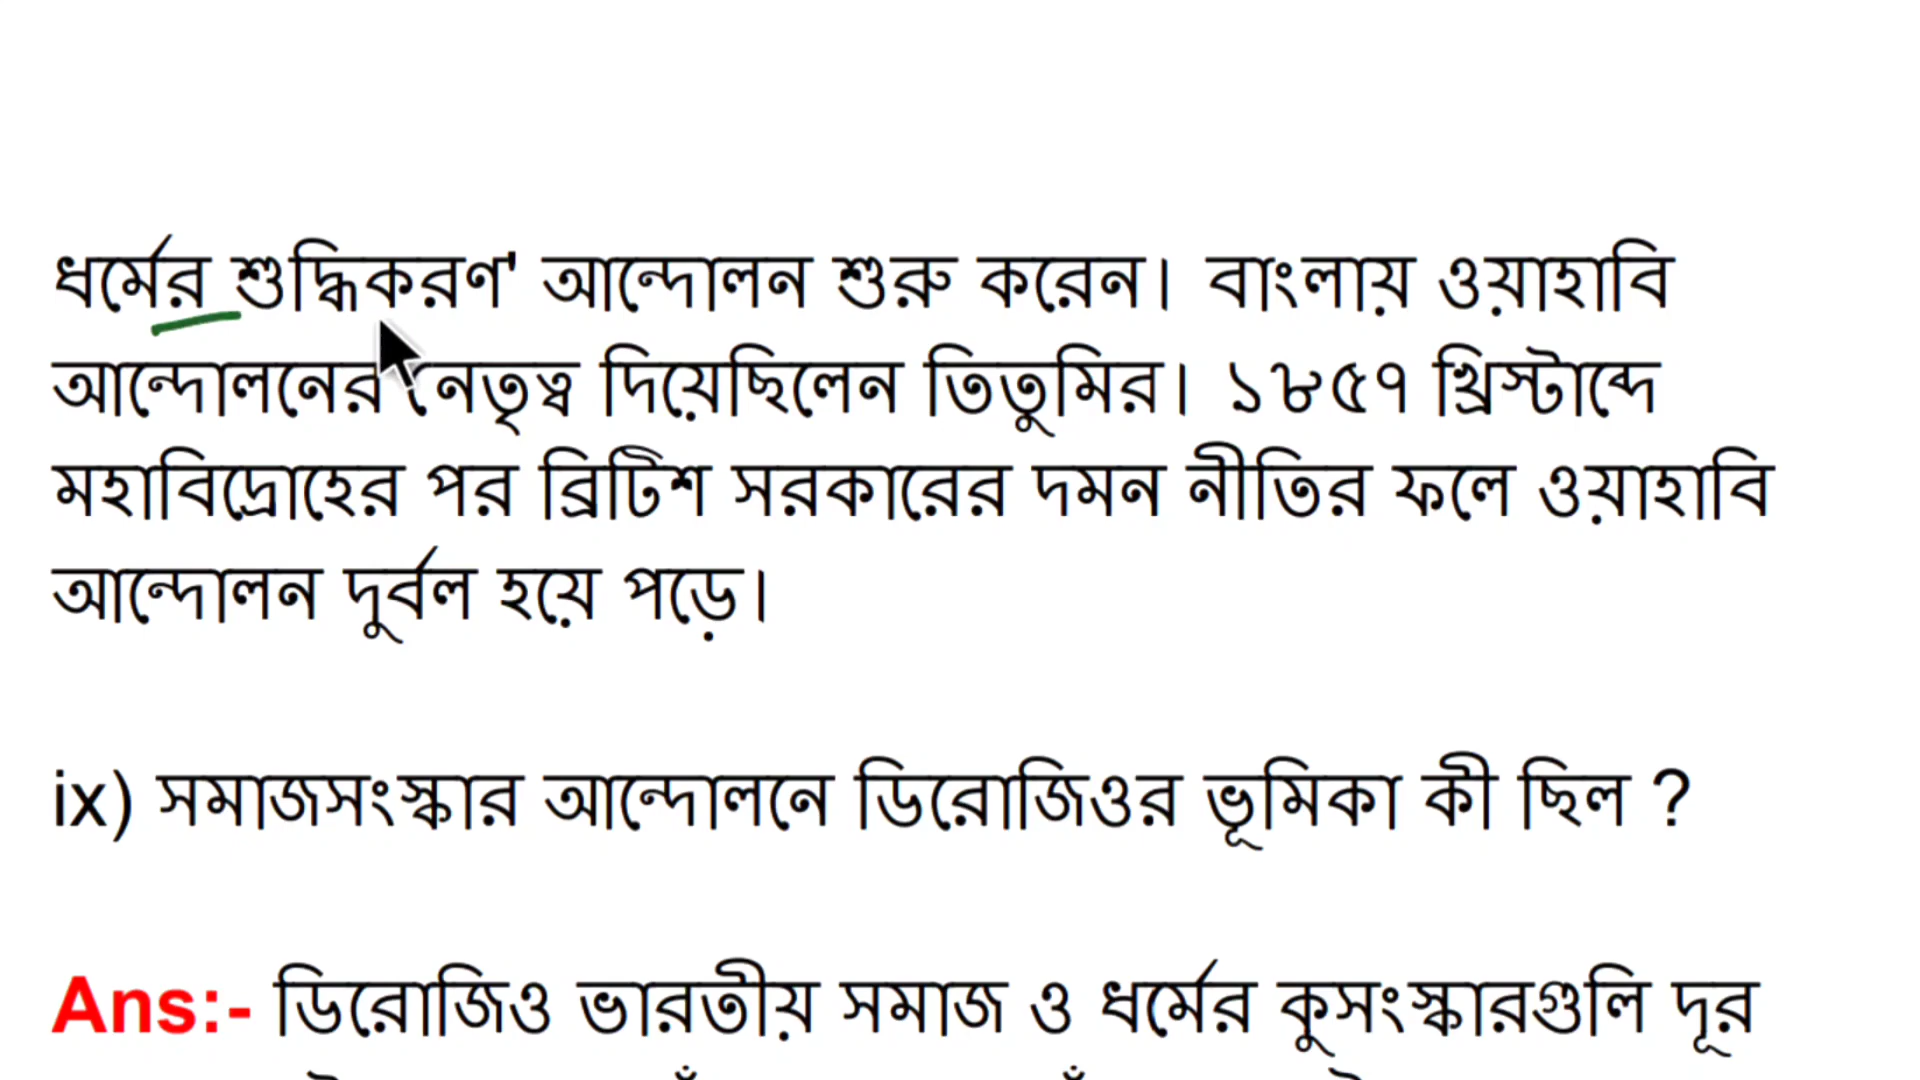 ধর্মের শুদ্ধিকরণ' আন্দোলন শুরু করেন। বাংলায় ওয়াহাবি
আন্দোলনের নেতৃত্ব দিয়েছিলেন তিতুমির। ১৮৫৭ খ্রিস্টাব্দে
মহাবিদ্রোহের পর ব্রিটিশ সরকারের দমন নীতির ফলে ওয়াহাবি
আন্দোলন দুর্বল হয়ে পড়ে।
ix) সমাজসংস্কার আন্দোলনে ডিরোজিওর ভূমিকা কী ছিল ?
Ans:- ডিরোজিও ভারতীয় সমাজ ও ধর্মের কুসংস্কারগুলি দূর